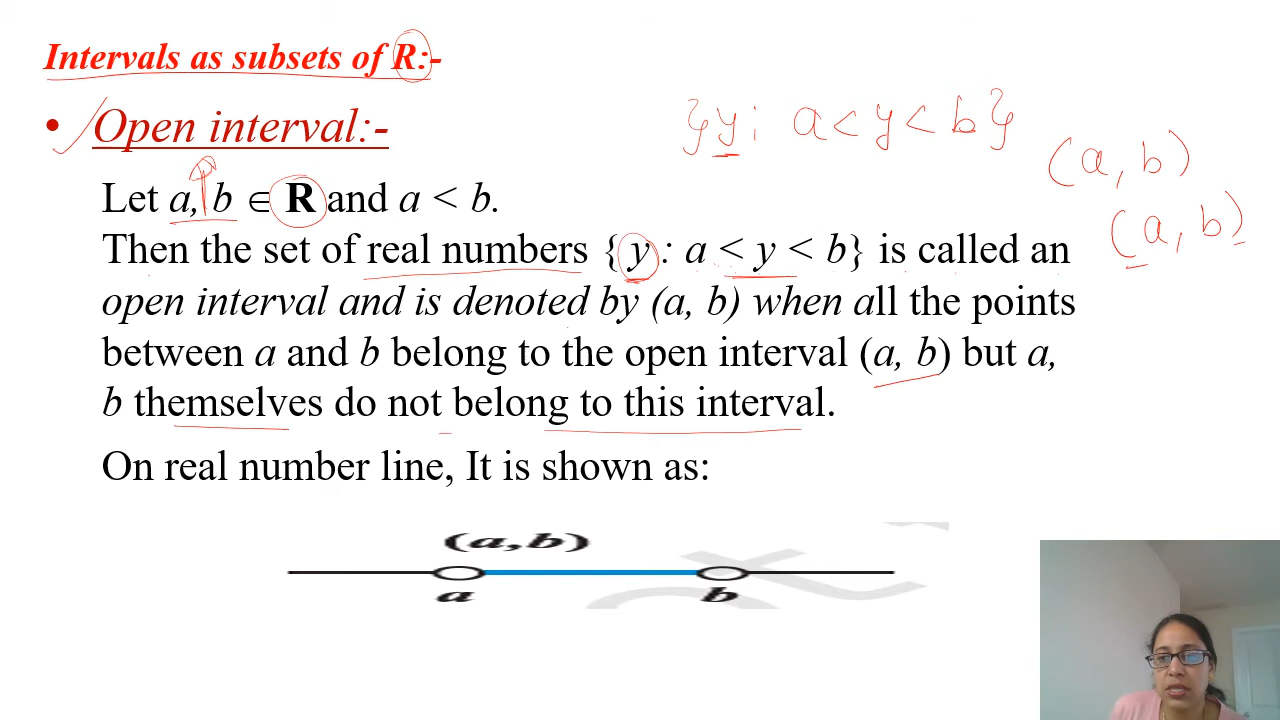 Intervals as subsets of R:-
• Open interval:-
{y: a < y < b}
(a, b)
(a, b)
Let a, b ∈ R and a < b.
Then the set of real numbers { y : a < y < b} is called an
open interval and is denoted by (a, b) when all the points
between a and b belong to the open interval (a, b) but a,
b themselves do not belong to this interval.
On real number line, It is shown as:
(a,b)
a b